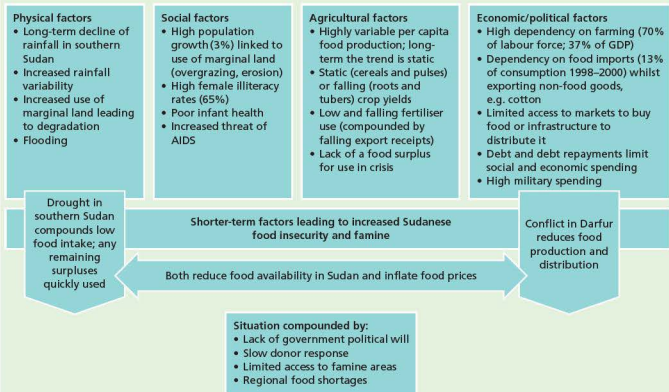 Physical factors
• Long-term decline of
rainfall in southern
Sudan
• Increased rainfall
variability
• Increased use of
marginal land leading
to degradation
• Flooding
Social factors
• High population
growth (3%) linked to
use of marginal land
(overgrazing, erosion)
• High female illiteracy
rates (65%)
• Poor infant health
• Increased threat of
AIDS
Agricultural factors
• Highly variable per capita
food production; long-
term the trend is static
• Static (cereals and pulses)
or falling (roots and
tubers) crop yields
• Low and falling fertiliser
use (compounded by
falling export receipts)
• Lack of a food surplus
for use in crisis
Economic/political factors
• High dependency on farming (70%
of labour force; 37% of GDP)
• Dependency on food imports (13%
of consumption 1998–2000) whilst
exporting non-food goods,
e.g. cotton
• Limited access to markets to buy
food or infrastructure to
distribute it
• Debt and debt repayments limit
social and economic spending
• High military spending
Drought in
southern Sudan
compounds low
food intake; any
remaining
surpluses
quickly used
Shorter-term factors leading to increased Sudanese
food insecurity and famine
Conflict in Darfur
reduces food
production and
distribution
Both reduce food availability in Sudan and inflate food prices
Situation compounded by:
• Lack of government political will
• Slow donor response
• Limited access to famine areas
• Regional food shortages